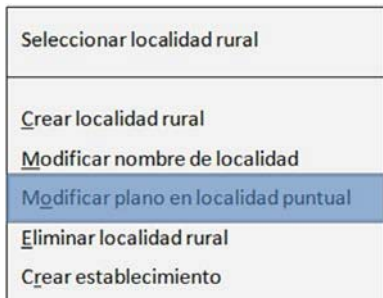 Seleccionar localidad rural
Crear localidad rural
Modificar nombre de localidad
Modificar plano en localidad puntual
Eliminar localidad rural
Crear establecimiento